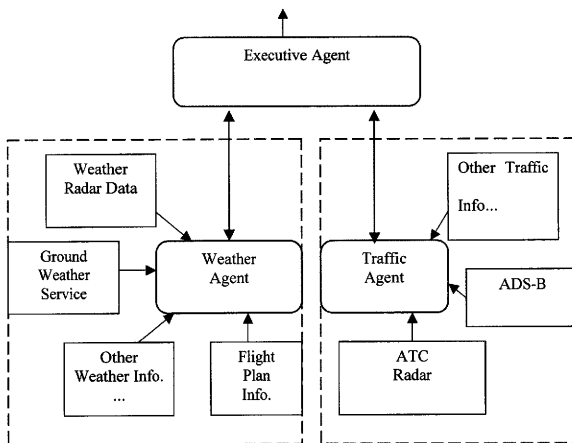 Executive Agent
Weather
Radar Data
Other Traffic
Info...
Ground
Weather
Service
Weather
Agent
Traffic
Agent
ADS-B
Other
Weather Info.
...
Flight
Plan
Info.
ATC
Radar